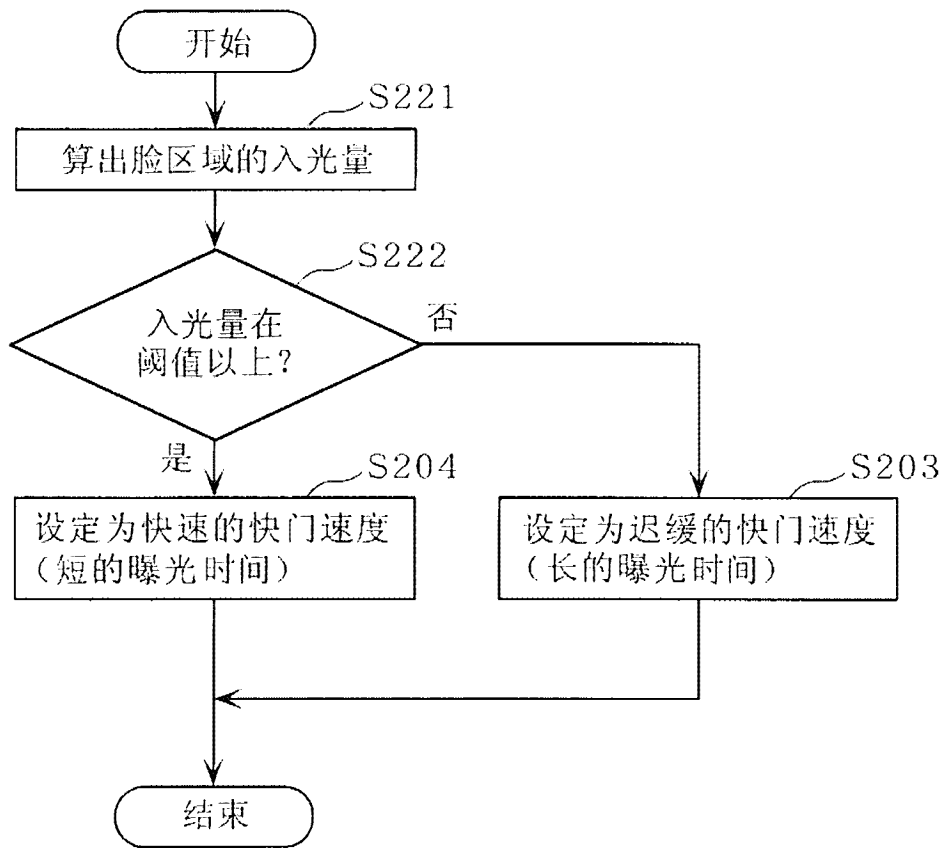 开始
S221
算出脸区域的入光量
S222
入光量在
阈值以上？
否
是
S204
设定为快速的快门速度
（短的曝光时间）
S203
设定为迟缓的快门速度
（长的曝光时间）
结束